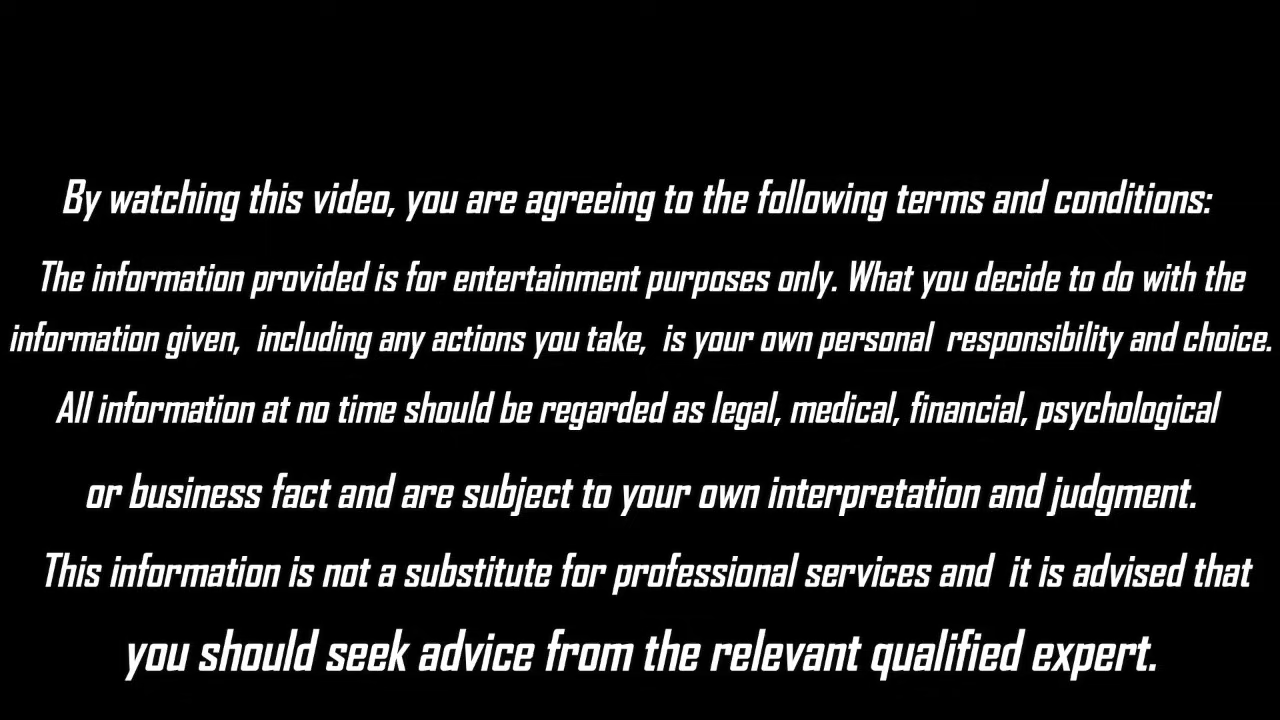 By watching this video, you are agreeing to the following terms and conditions:
The information provided is for entertainment purposes only. What you decide to do with the
information given, including any actions you take, is your own personal responsibility and choice.
All information at no time should be regarded as legal, medical, financial, psychological
or business fact and are subject to your own interpretation and judgment.
This information is not a substitute for professional services and it is advised that
you should seek advice from the relevant qualified expert.